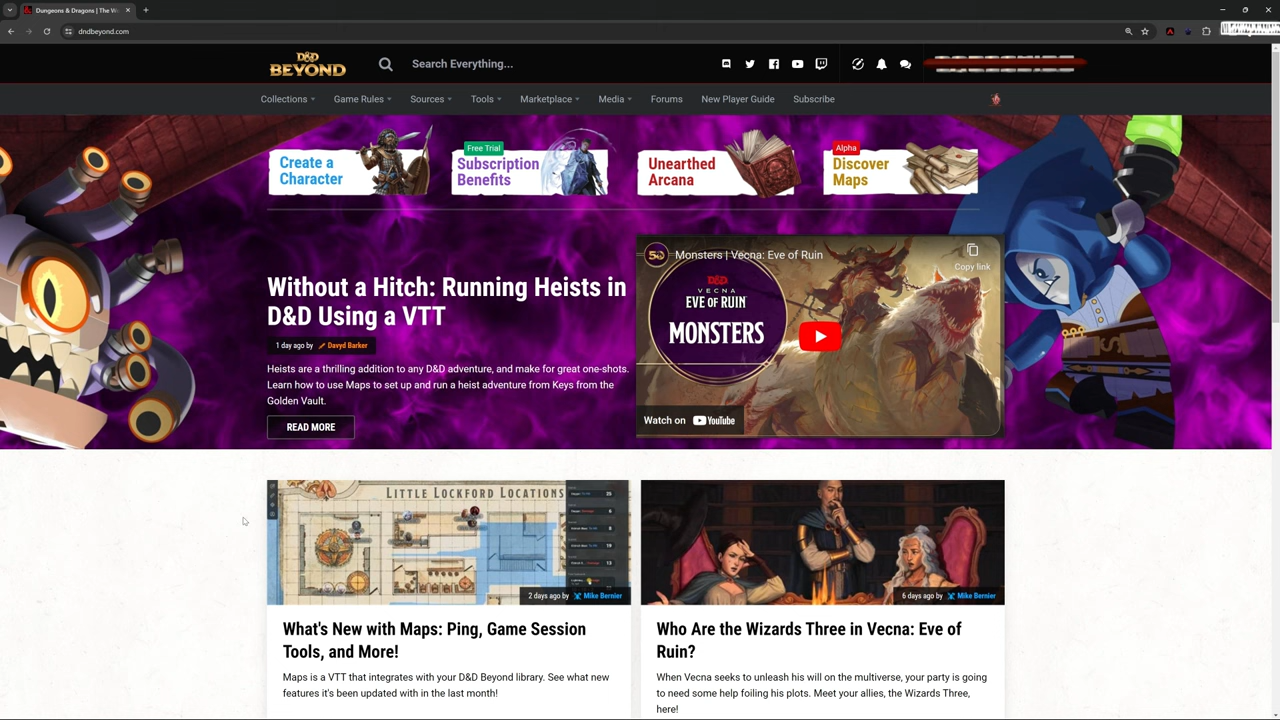 Dungeons & Dragons | The W
dndbeyond.com
D&D
BEYOND
Search Everything...
Collections
Game Rules
Sources
Tools
Marketplace
Media
Forums
New Player Guide
Subscribe
Create a
Character
Free Trial
Subscription
Benefits
Unearthed
Arcana
Alpha
Discover
Maps
Without a Hitch: Running Heists in
D&D Using a VTT
1 day ago by Davyd Barker
Heists are a thrilling addition to any D&D adventure, and make for great one-shots.
Learn how to use Maps to set up and run a heist adventure from Keys from the
Golden Vault.
READ MORE
50
Monsters | Vecna: Eve of Ruin
Copy link
D&D
VECNA
EVE OF RUIN
MONSTERS
Watch on YouTube
LITTLE LOCKFORD LOCATIONS
25
6
8
19
13
2 days ago by Mike Bernier
6 days ago by Mike Bernier
What's New with Maps: Ping, Game Session
Tools, and More!
Maps is a VTT that integrates with your D&D Beyond library. See what new
features it's been updated with in the last month!
Who Are the Wizards Three in Vecna: Eve of
Ruin?
When Vecna seeks to unleash his will on the multiverse, your party is going
to need some help foiling his plots. Meet your allies, the Wizards Three,
here!